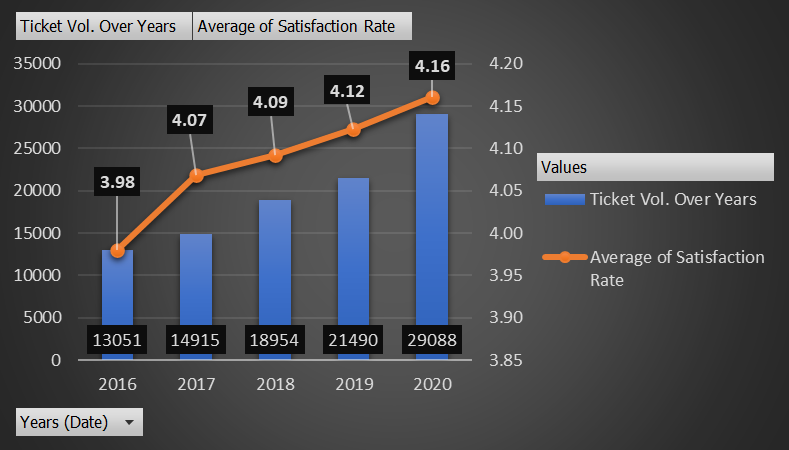 Ticket Vol. Over Years Average of Satisfaction Rate
35000 4.20
30000 4.15
25000 4.10
20000 4.05
15000 4.00
10000 3.95
5000 3.90
0 3.85
3.98 4.07 4.09 4.12 4.16
13051 14915 18954 21490 29088
2016 2017 2018 2019 2020
Values
Ticket Vol. Over Years
Average of Satisfaction
Rate
Years (Date)